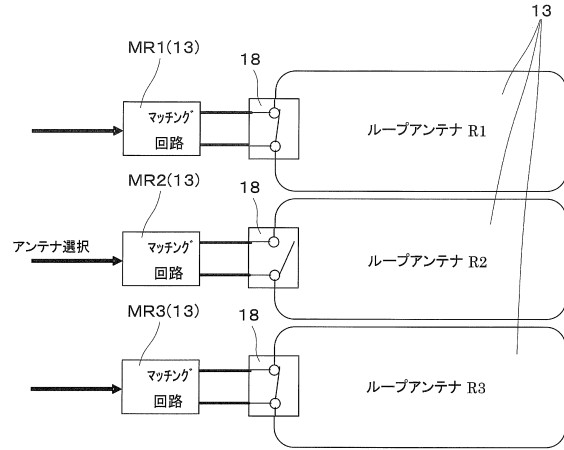 13
MR1(13)
18
マッチング
回路
ループアンテナ R1
MR2(13)
18
アンテナ選択
マッチング
回路
ループアンテナ R2
MR3(13)
18
マッチング
回路
ループアンテナ R3